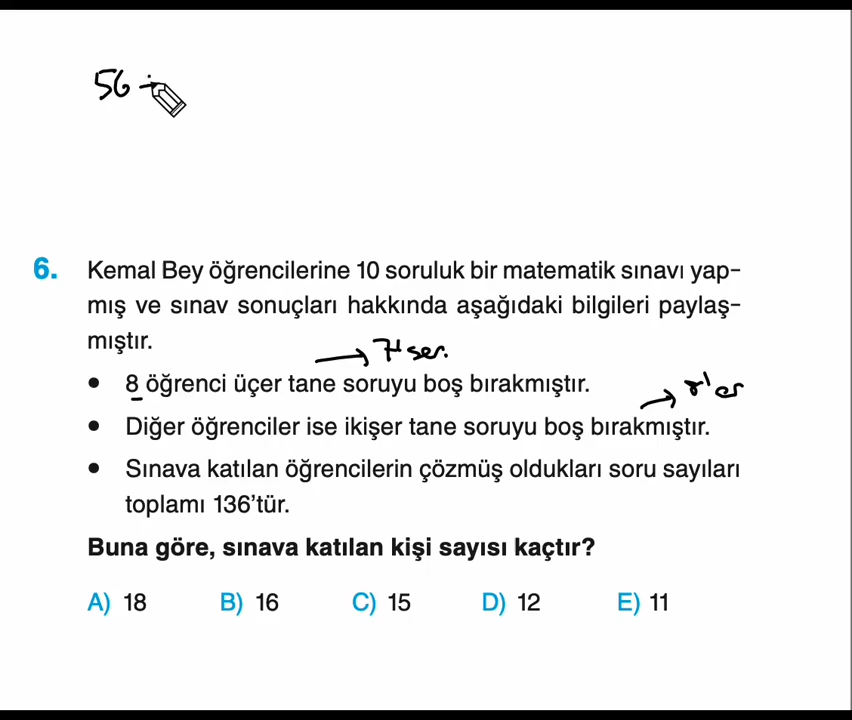 56 +
6. Kemal Bey öğrencilerine 10 soruluk bir matematik sınavı yap-
mış ve sınav sonuçları hakkında aşağıdaki bilgileri paylaş-
mıştır.
→ 7'şer.
• 8 öğrenci üçer tane soruyu boş bırakmıştır.
→ 8'er
• Diğer öğrenciler ise ikişer tane soruyu boş bırakmıştır.
• Sınava katılan öğrencilerin çözmüş oldukları soru sayıları
toplamı 136'tür.
Buna göre, sınava katılan kişi sayısı kaçtır?
A) 18 B) 16 C) 15 D) 12 E) 11